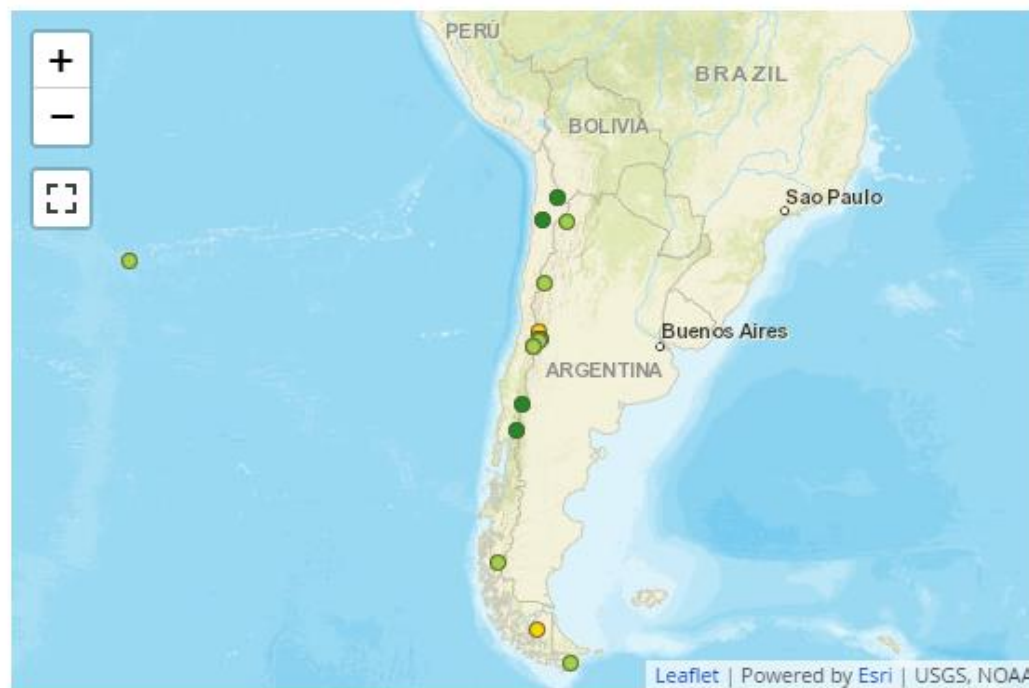 PERÚ
+
BRAZIL
−
BOLIVIA
Sao Paulo
Buenos Aires
ARGENTINA
Leaflet | Powered by Esri | USGS, NOAA